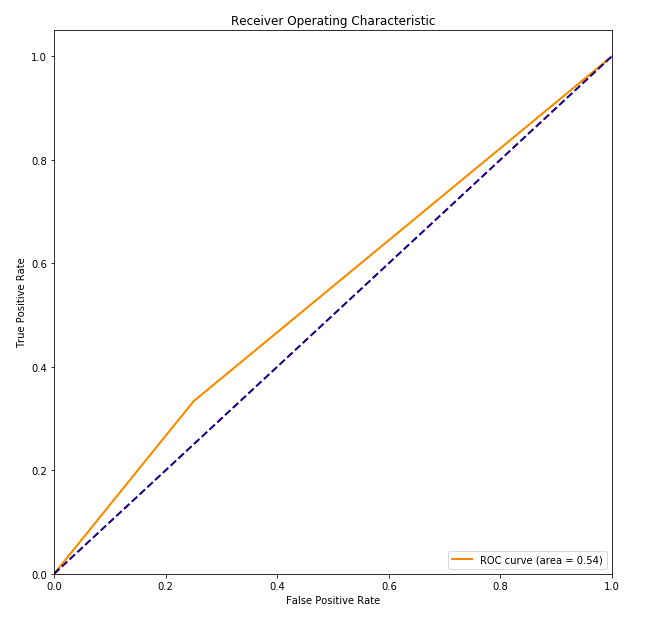 Receiver Operating Characteristic
1.0
0.8
0.6
0.4
0.2
0.0
True Positive Rate
ROC curve (area = 0.54)
0.0 0.2 0.4 0.6 0.8 1.0
False Positive Rate